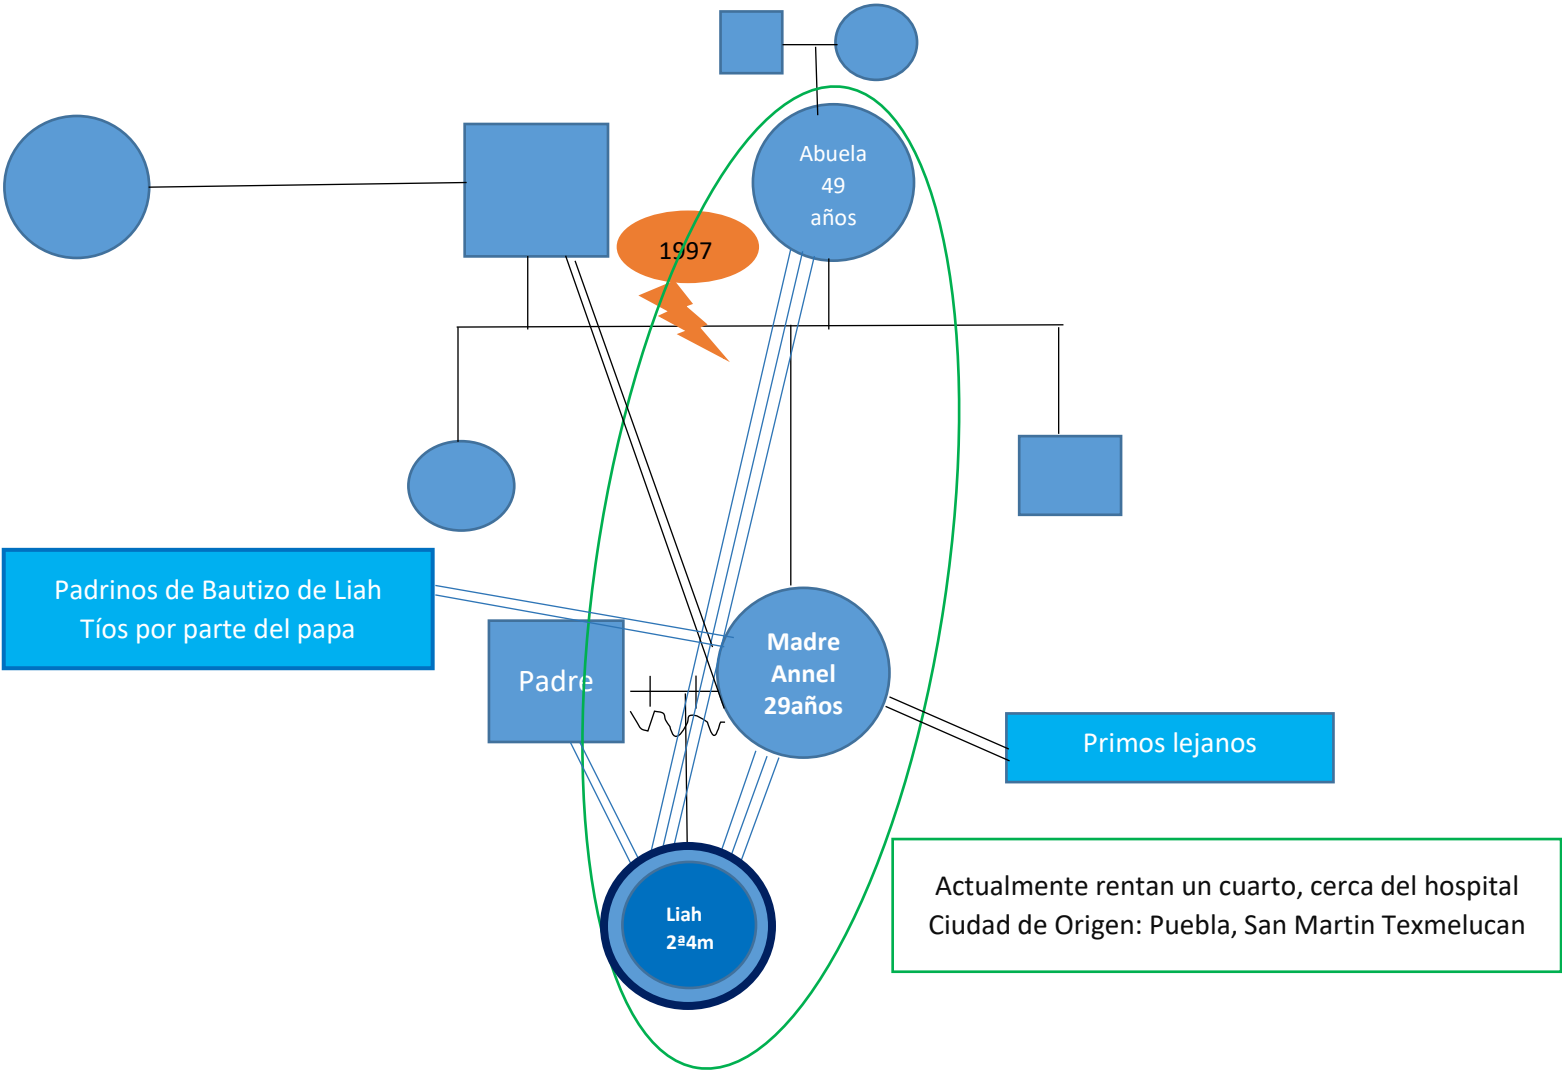 Abuela
49
años
1997
Padrinos de Bautizo de Liah
Tíos por parte del papa
Padre
Madre
Annel
29años
Primos lejanos
Liah
2ª4m
Actualmente rentan un cuarto, cerca del hospital
Ciudad de Origen: Puebla, San Martin Texmelucan